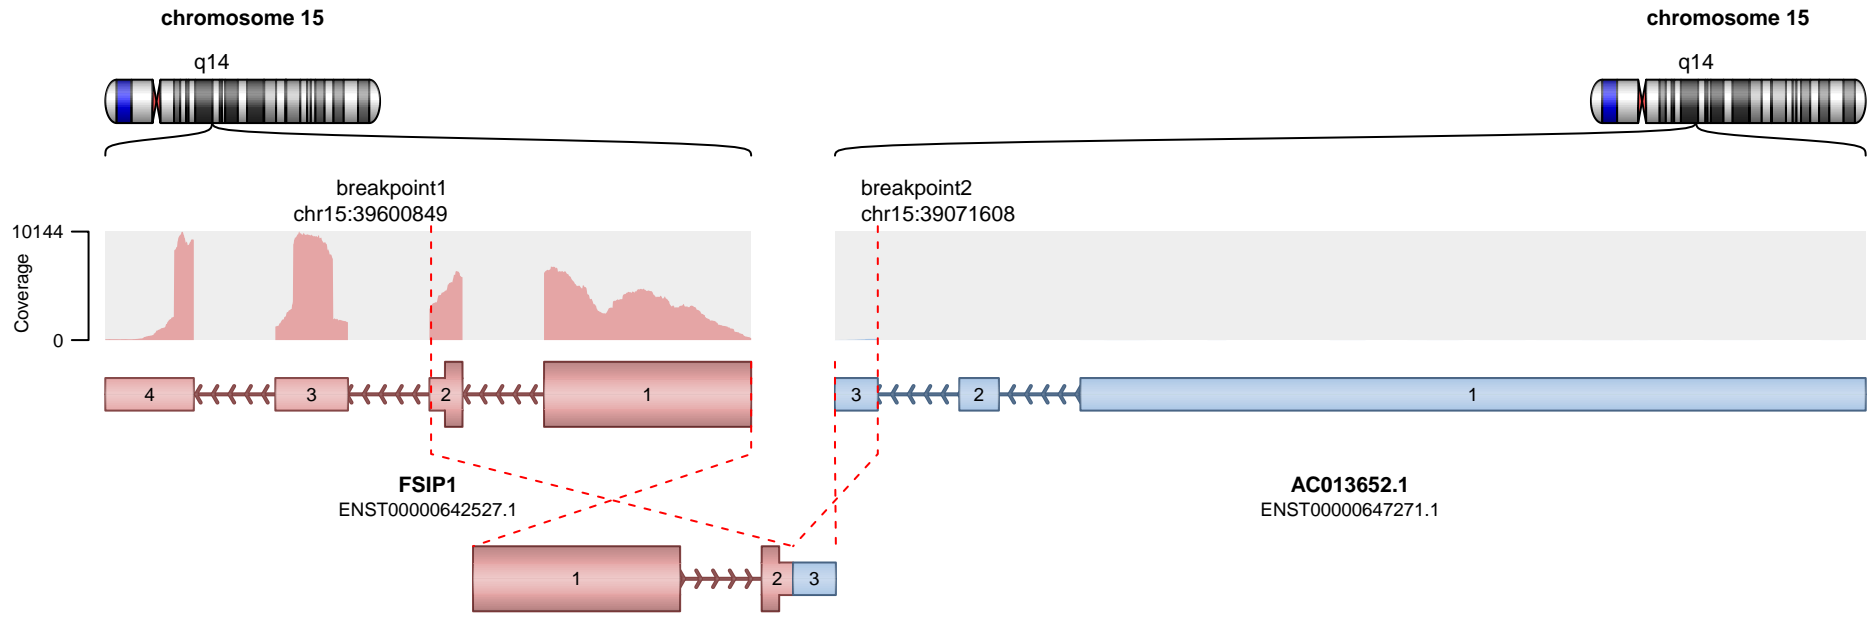 chromosome 15
chromosome 15
q14
q14
breakpoint1
chr15:39600849
breakpoint2
chr15:39071608
10144
Coverage
0
4
3
2
1
3
2
1
FSIP1
ENST00000642527.1
AC013652.1
ENST00000647271.1
1
2
3